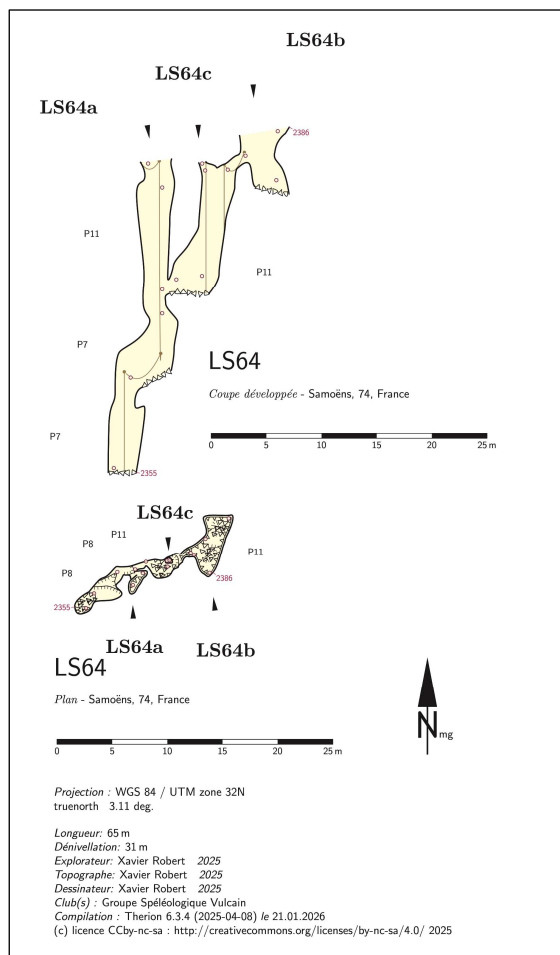 LS64b
LS64c
LS64a
2386
P11
P11
P7
LS64
Coupe développée - Samoëns, 74, France
P7
0 5 10 15 20 25 m
2355
LS64c
P11
P8
P11
P8
2386
2355
LS64a
LS64b
LS64
Plan - Samoëns, 74, France
N mg
0 5 10 15 20 25 m
Projection : WGS 84 / UTM zone 32N
truenorth 3.11 deg.
Longueur: 65 m
Dénivellation: 31 m
Explorateur: Xavier Robert 2025
Topographe: Xavier Robert 2025
Dessinateur: Xavier Robert 2025
Club(s) : Groupe Spéléologique Vulcain
Compilation : Therion 6.3.4 (2025-04-08) le 21.01.2026
(c) licence CCby-nc-sa : http://creativecommons.org/licenses/by-nc-sa/4.0/ 2025